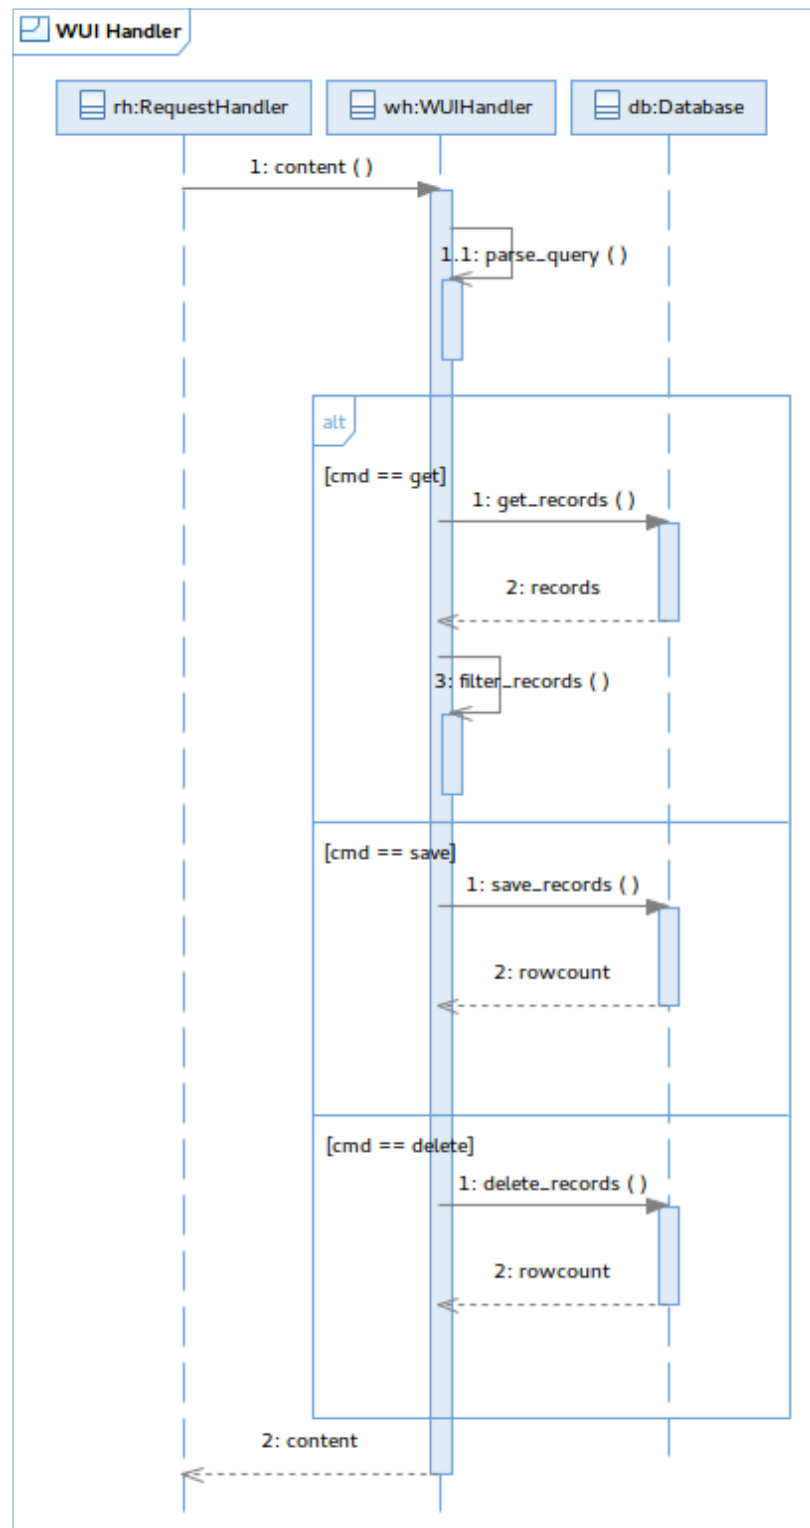 WUI Handler
rh:RequestHandler
wh:WUIHandler
db:Database
1: content ( )
1.1: parse_query ( )
alt
[cmd == get]
1: get_records ( )
2: records
3: filter_records ( )
[cmd == save]
1: save_records ( )
2: rowcount
[cmd == delete]
1: delete_records ( )
2: rowcount
2: content